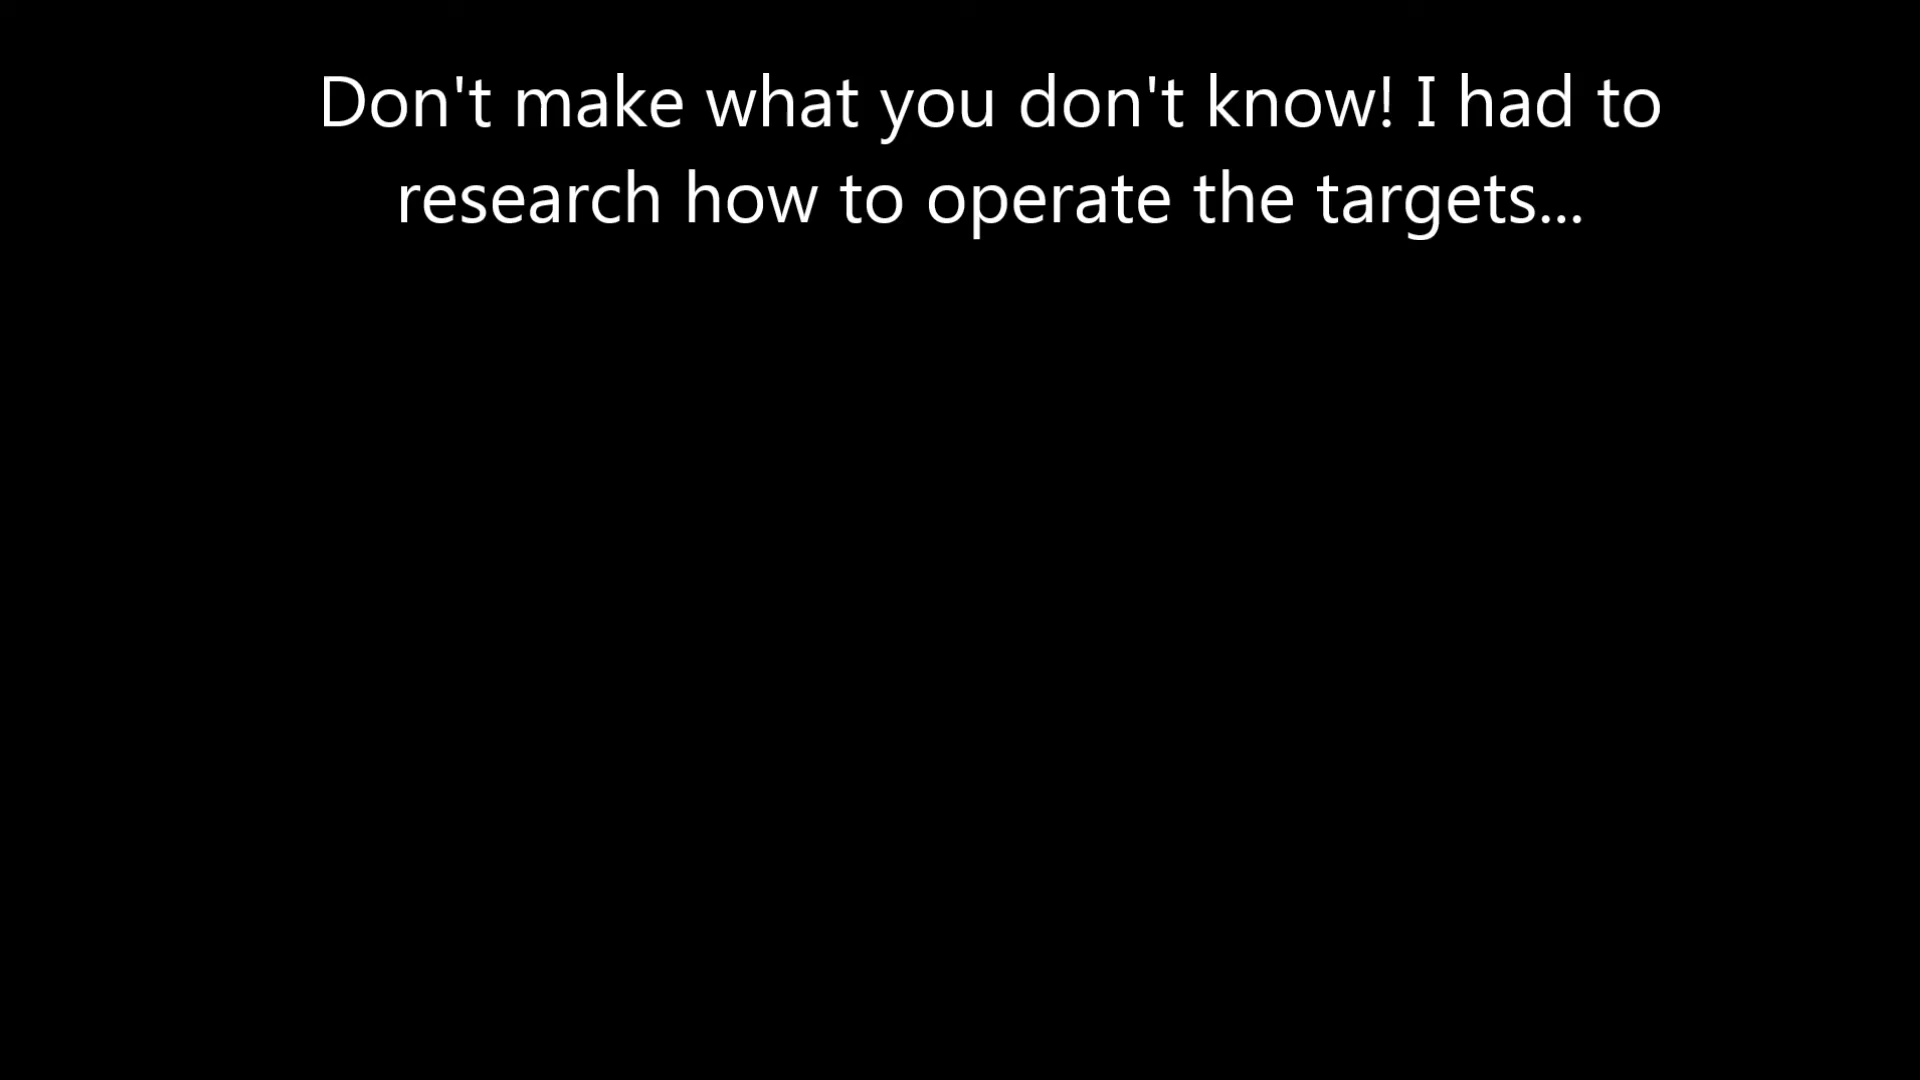 Don't make what you don't know! I had to
research how to operate the targets...